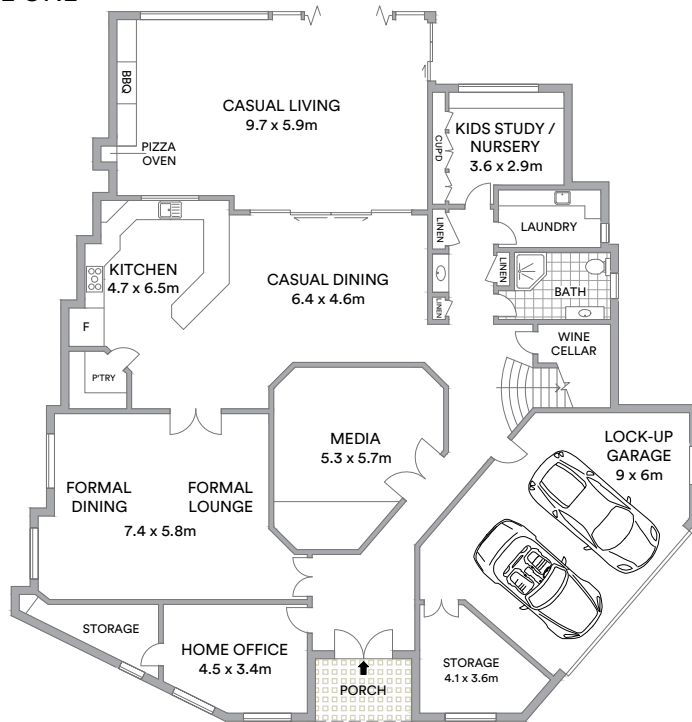 BBQ
CASUAL LIVING
9.7 x 5.9m
PIZZA
OVEN
CUPD
KIDS STUDY /
NURSERY
3.6 x 2.9m
LINEN
LAUNDRY
KITCHEN
4.7 x 6.5m
CASUAL DINING
6.4 x 4.6m
LINEN
BATH
LINEN
F
P'TRY
WINE
CELLAR
MEDIA
5.3 x 5.7m
LOCK-UP
GARAGE
9 x 6m
FORMAL
DINING
FORMAL
LOUNGE
7.4 x 5.8m
STORAGE
HOME OFFICE
4.5 x 3.4m
STORAGE
4.1 x 3.6m
PORCH